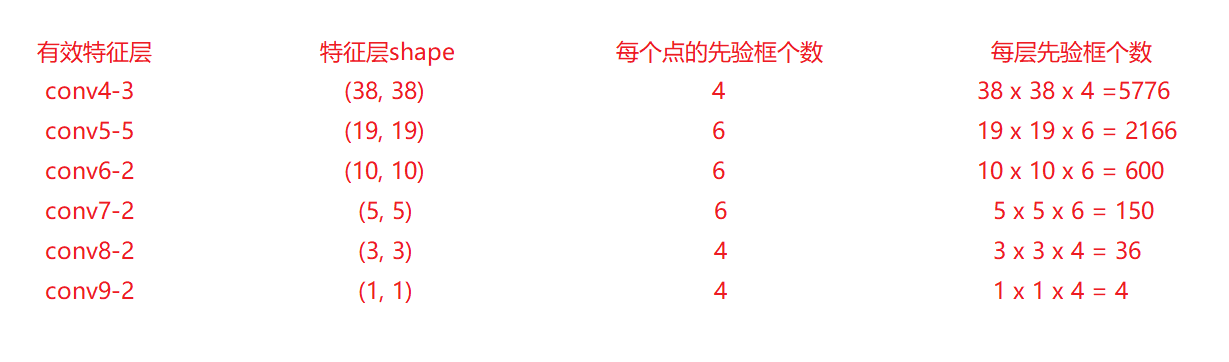 有效特征层 特征层shape 每个点的先验框个数 每层先验框个数
conv4-3 (38, 38) 4 38 x 38 x 4 =5776
conv5-5 (19, 19) 6 19 x 19 x 6 = 2166
conv6-2 (10, 10) 6 10 x 10 x 6 = 600
conv7-2 (5, 5) 6 5 x 5 x 6 = 150
conv8-2 (3, 3) 4 3 x 3 x 4 = 36
conv9-2 (1, 1) 4 1 x 1 x 4 = 4